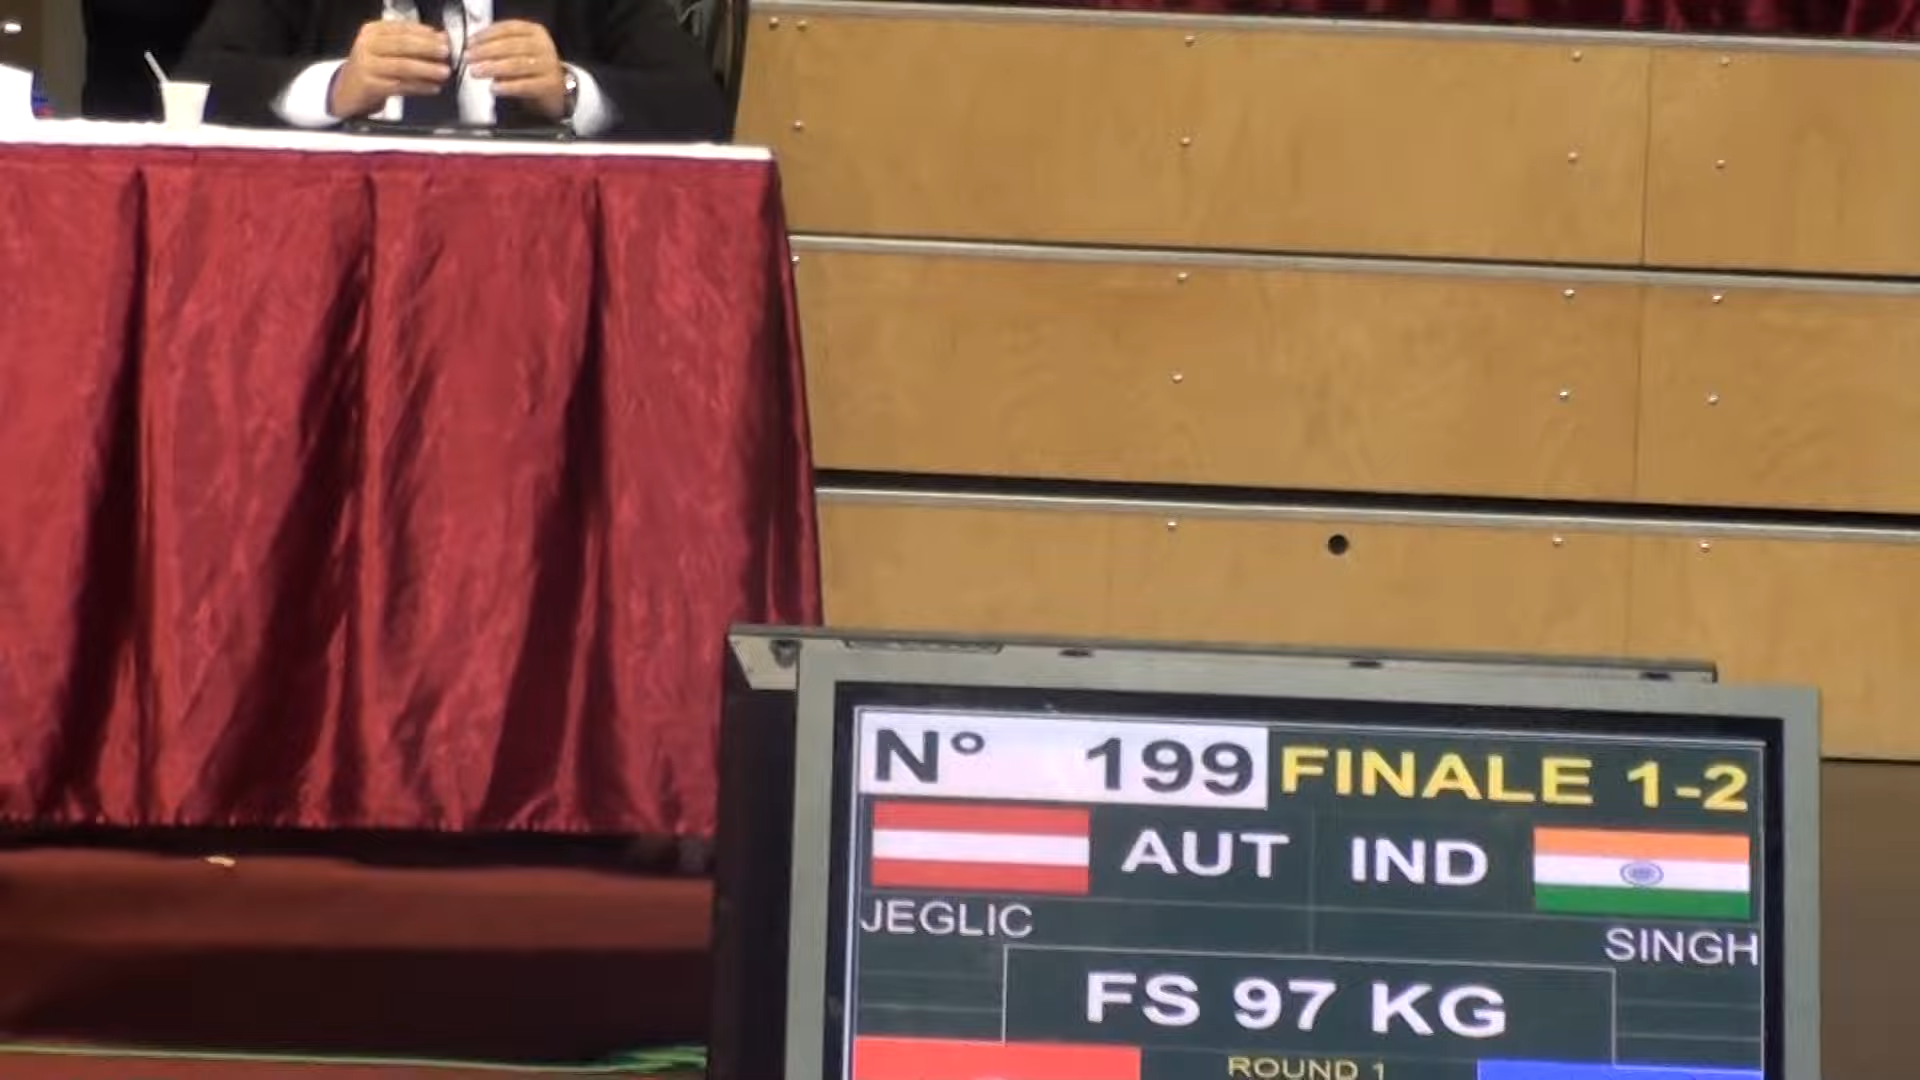 N° 199 FINALE 1-2
AUT IND
JEGLIC
SINGH
FS 97 KG
ROUND 1